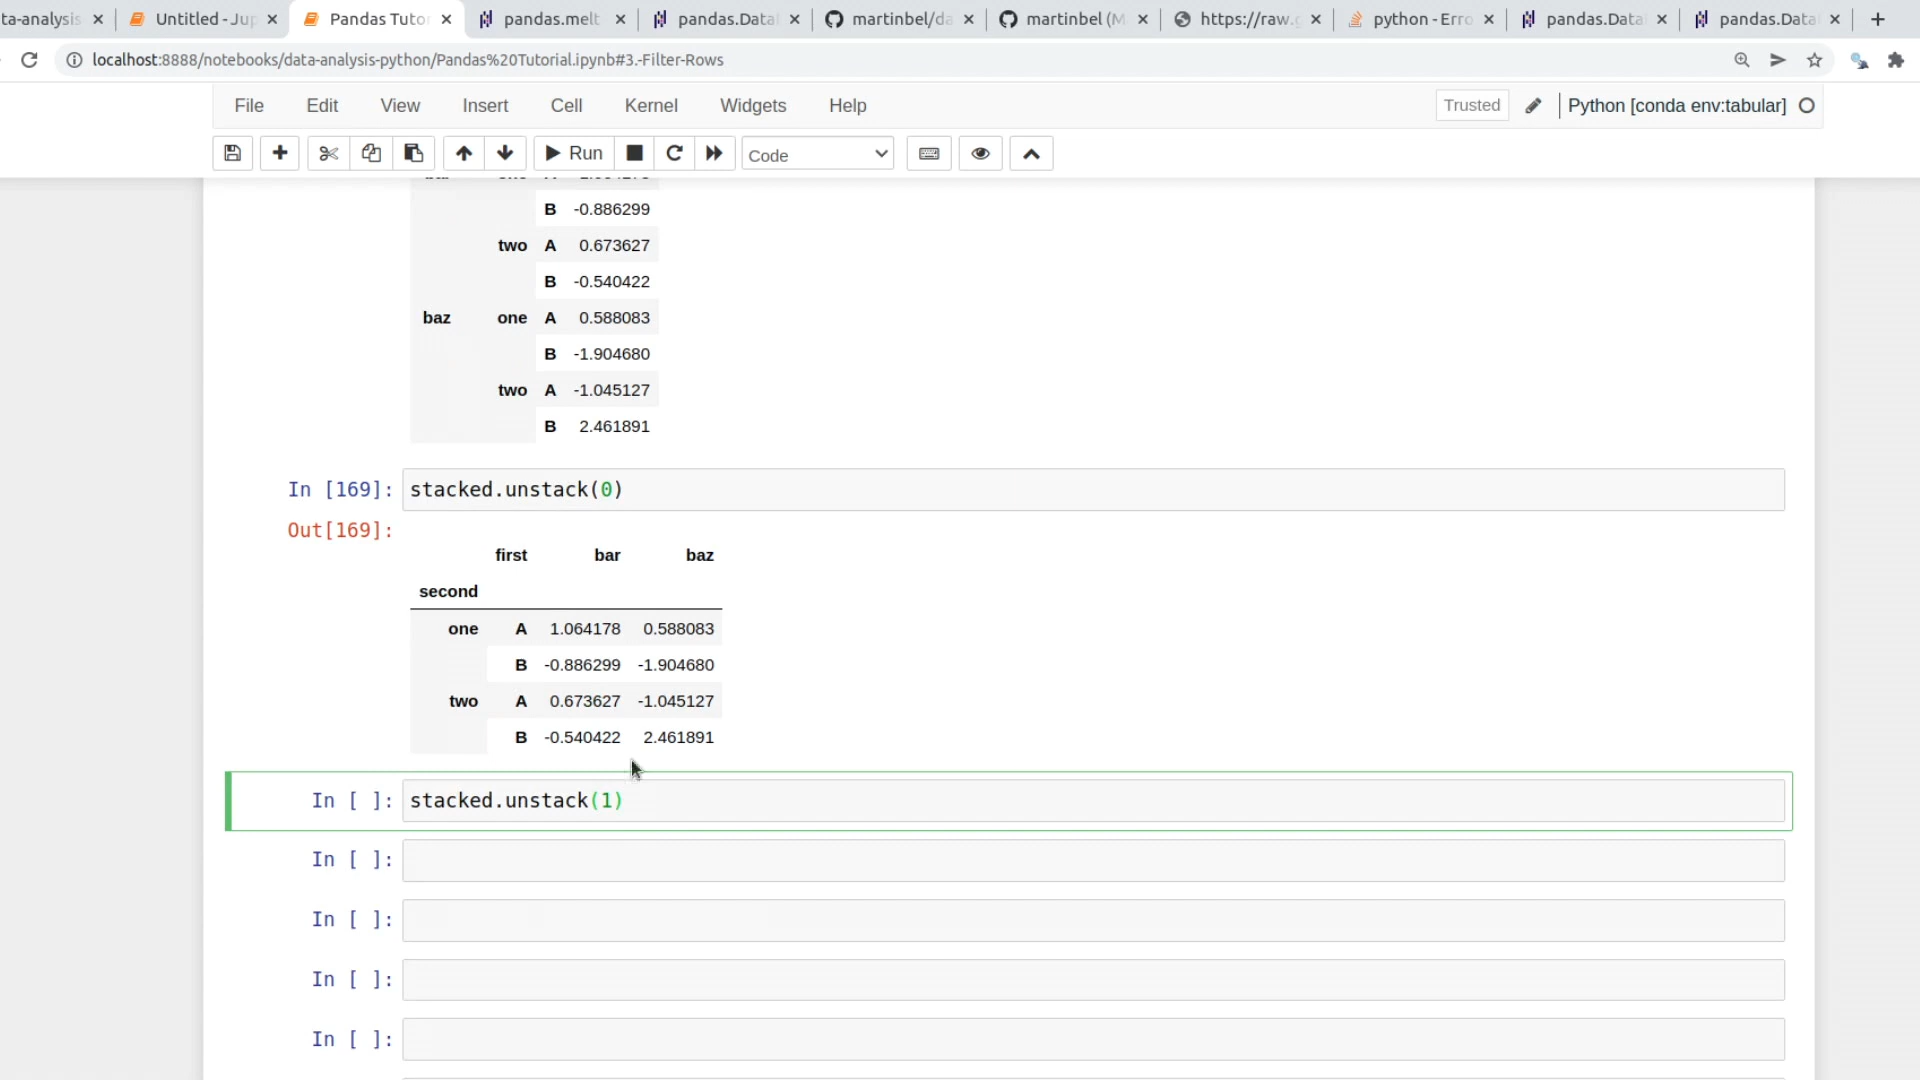 ta-analysis Untitled - Jup Pandas Tuto pandas.melt pandas.Data martinbel/da martinbel (M https://raw.g python - Erro pandas.Data pandas.Data
localhost:8888/notebooks/data-analysis-python/Pandas%20Tutorial.ipynb#3.-Filter-Rows
File Edit View Insert Cell Kernel Widgets Help Trusted Python [conda env:tabular]
Run Code
B -0.886299
two A 0.673627
B -0.540422
baz one A 0.588083
B -1.904680
two A -1.045127
B 2.461891
In [169]: stacked.unstack(0)
Out[169]:
first bar baz
second
one A 1.064178 0.588083
B -0.886299 -1.904680
two A 0.673627 -1.045127
B -0.540422 2.461891
In [ ]: stacked.unstack(1)
In [ ]:
In [ ]:
In [ ]:
In [ ]: